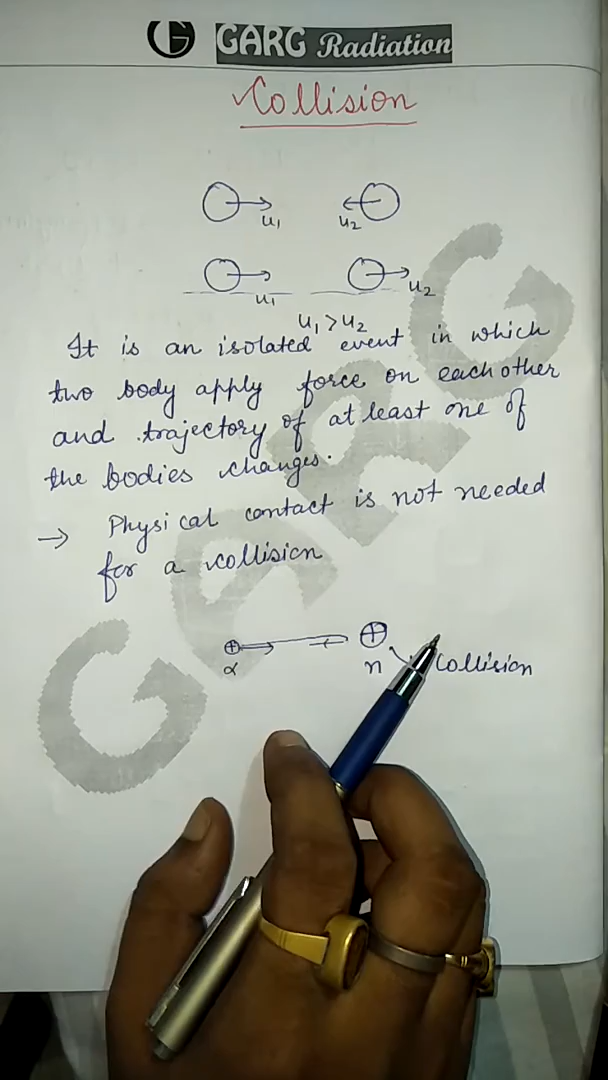 G GARG Radiation
Collision
u₁ u₂
u₁ u₂
u₁>u₂
It is an isolated event in which
two body apply force on each other
and trajectory of at least one of
the bodies changes.
→ Physical contact is not needed
for a collision
α n Collision
GARG